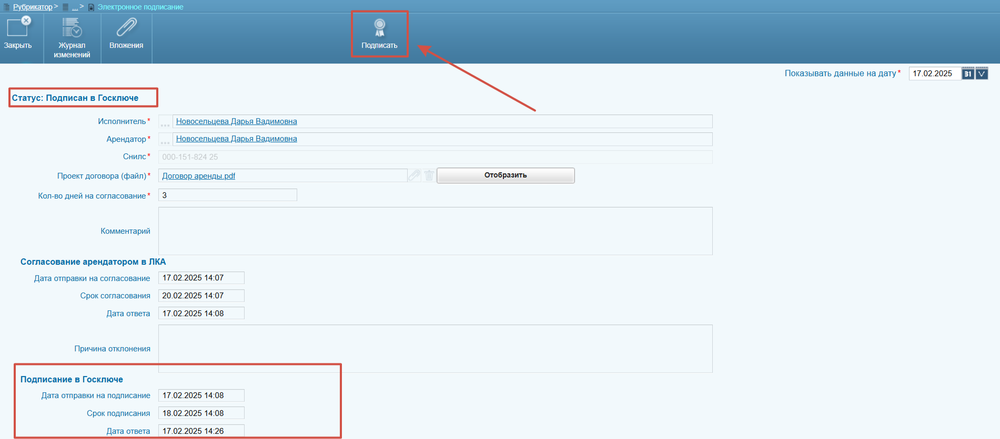 Рубрикатор > ... > Электронное подписание
Закрыть
Журнал изменений
Вложения
Подписать
Показывать данные на дату * 17.02.2025 31
Статус: Подписан в Госключе
Исполнитель * ... Новосельцева Дарья Вадимовна
Арендатор * ... Новосельцева Дарья Вадимовна
Снилс * 000-151-824 25
Проект договора (файл) * Договор аренды.pdf Отобразить
Кол-во дней на согласование * 3
Комментарий
Согласование арендатором в ЛКА
Дата отправки на согласование 17.02.2025 14:07
Срок согласования 20.02.2025 14:07
Дата ответа 17.02.2025 14:08
Причина отклонения
Подписание в Госключе
Дата отправки на подписание 17.02.2025 14:08
Срок подписания 18.02.2025 14:08
Дата ответа 17.02.2025 14:26